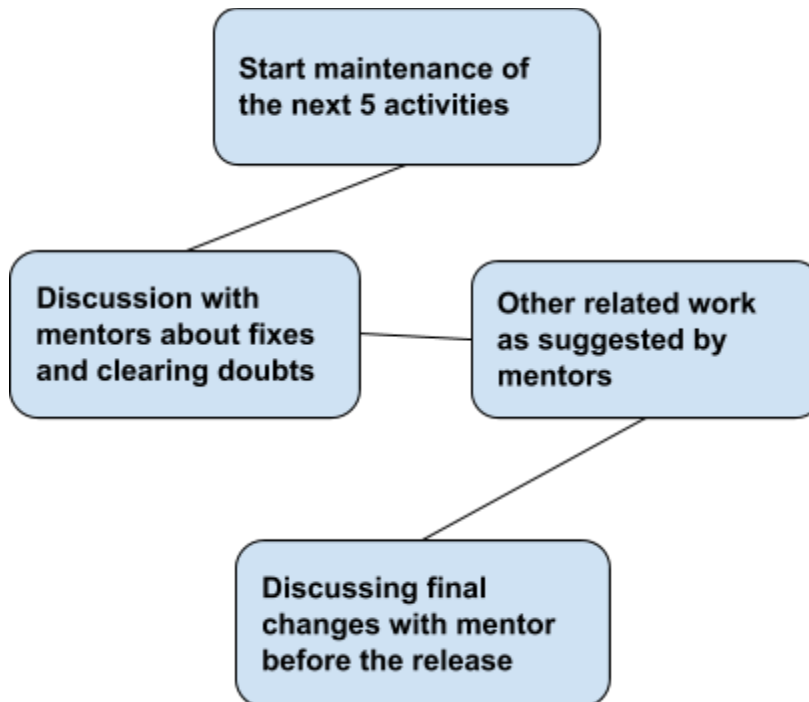 Start maintenance of
the next 5 activities
Discussion with
mentors about fixes
and clearing doubts
Other related work
as suggested by
mentors
Discussing final
changes with mentor
before the release